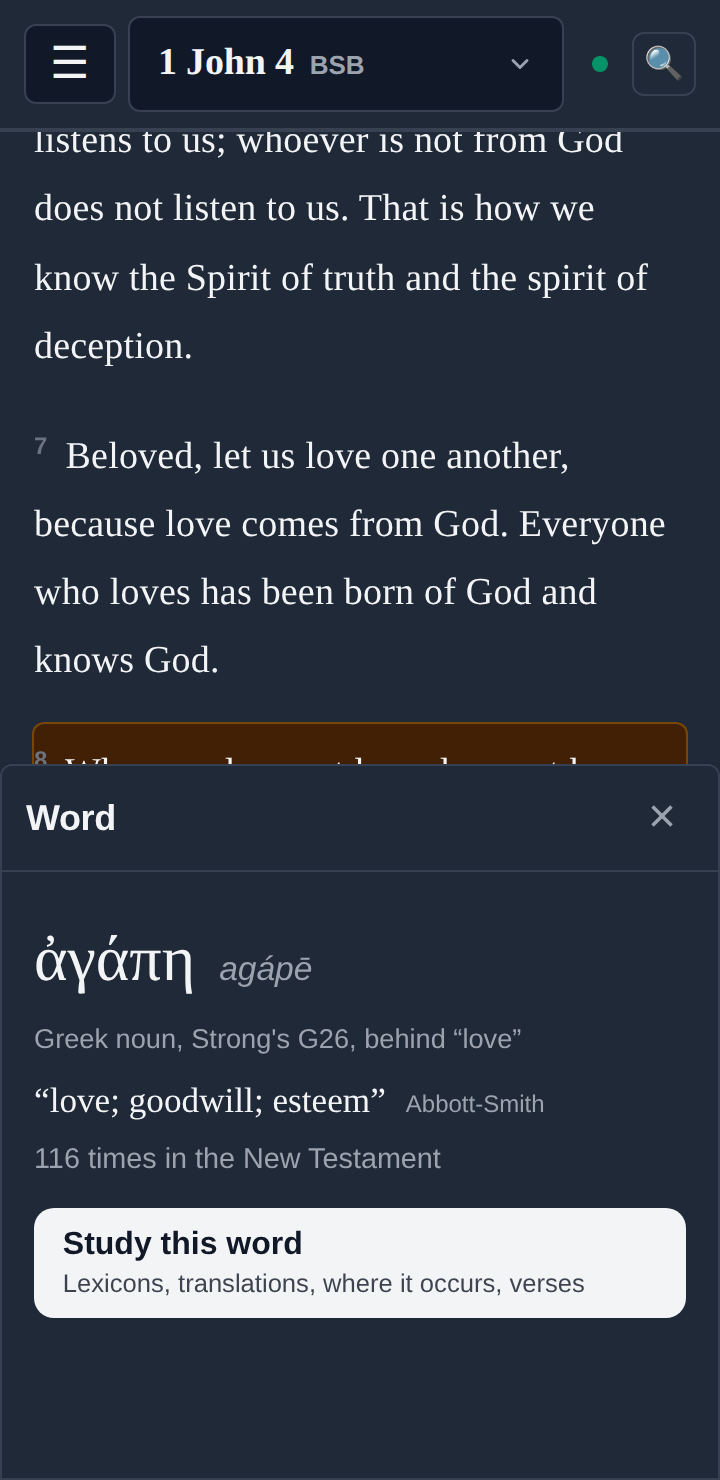 1 John 4 BSB
listens to us; whoever is not from God
does not listen to us. That is how we
know the Spirit of truth and the spirit of
deception.
7 Beloved, let us love one another,
because love comes from God. Everyone
who loves has been born of God and
knows God.
8
Word
ἀγάπη agápē
Greek noun, Strong's G26, behind “love”
“love; goodwill; esteem” Abbott-Smith
116 times in the New Testament
Study this word
Lexicons, translations, where it occurs, verses